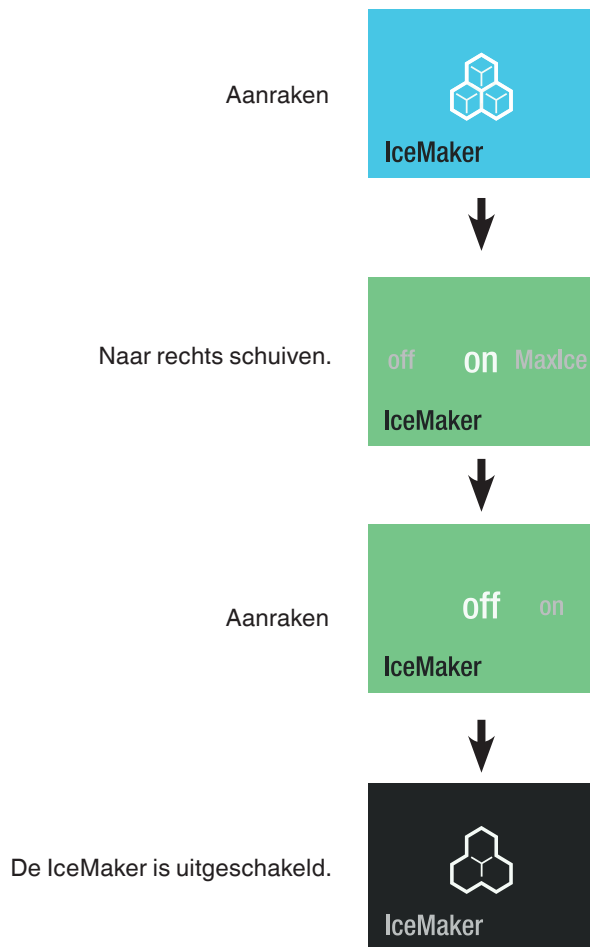 Aanraken
IceMaker
Naar rechts schuiven.
off on MaxIce
IceMaker
Aanraken
off on
IceMaker
De IceMaker is uitgeschakeld.
IceMaker